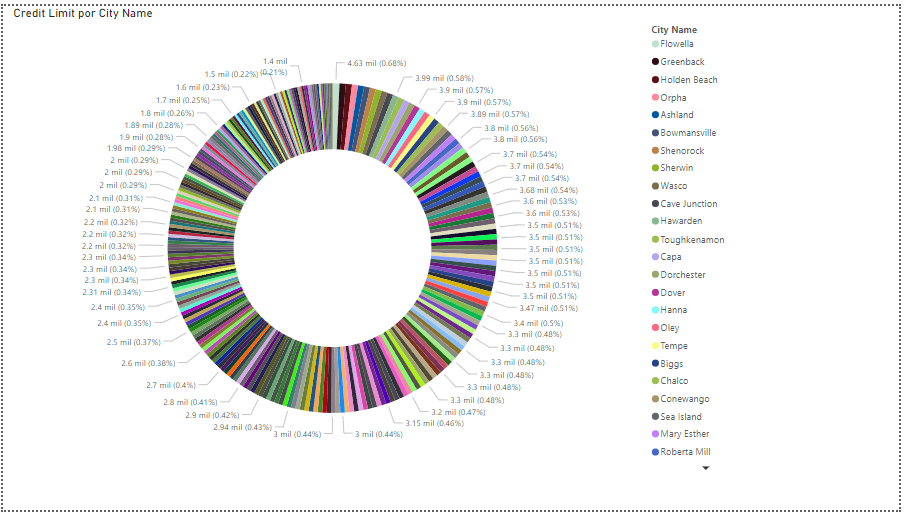 Credit Limit por City Name
4.63 mil (0.68%)
3.99 mil (0.58%)
3.9 mil (0.57%)
3.9 mil (0.57%)
3.89 mil (0.57%)
3.8 mil (0.56%)
3.8 mil (0.56%)
3.7 mil (0.54%)
3.7 mil (0.54%)
3.7 mil (0.54%)
3.68 mil (0.54%)
3.6 mil (0.53%)
3.6 mil (0.53%)
3.5 mil (0.51%)
3.5 mil (0.51%)
3.5 mil (0.51%)
3.5 mil (0.51%)
3.5 mil (0.51%)
3.5 mil (0.51%)
3.5 mil (0.51%)
3.47 mil (0.51%)
3.4 mil (0.5%)
3.3 mil (0.48%)
3.3 mil (0.48%)
3.3 mil (0.48%)
3.3 mil (0.48%)
3.3 mil (0.48%)
3.3 mil (0.48%)
3.2 mil (0.47%)
3.15 mil (0.46%)
3 mil (0.44%)
3 mil (0.44%)
2.94 mil (0.43%)
2.9 mil (0.42%)
2.8 mil (0.41%)
2.7 mil (0.4%)
2.6 mil (0.38%)
2.5 mil (0.37%)
2.4 mil (0.35%)
2.4 mil (0.35%)
2.31 mil (0.34%)
2.3 mil (0.34%)
2.3 mil (0.34%)
2.3 mil (0.34%)
2.2 mil (0.32%)
2.2 mil (0.32%)
2.2 mil (0.32%)
2.1 mil (0.31%)
2.1 mil (0.31%)
2 mil (0.29%)
2 mil (0.29%)
2 mil (0.29%)
1.98 mil (0.29%)
1.9 mil (0.28%)
1.89 mil (0.28%)
1.8 mil (0.26%)
1.7 mil (0.25%)
1.6 mil (0.23%)
1.5 mil (0.22%)
1.4 mil
(0.21%)
City Name
Flowella
Greenback
Holden Beach
Orpha
Ashland
Bowmansville
Shenorock
Sherwin
Wasco
Cave Junction
Hawarden
Toughkenamon
Capa
Dorchester
Dover
Hanna
Oley
Tempe
Biggs
Chalco
Conewango
Sea Island
Mary Esther
Roberta Mill